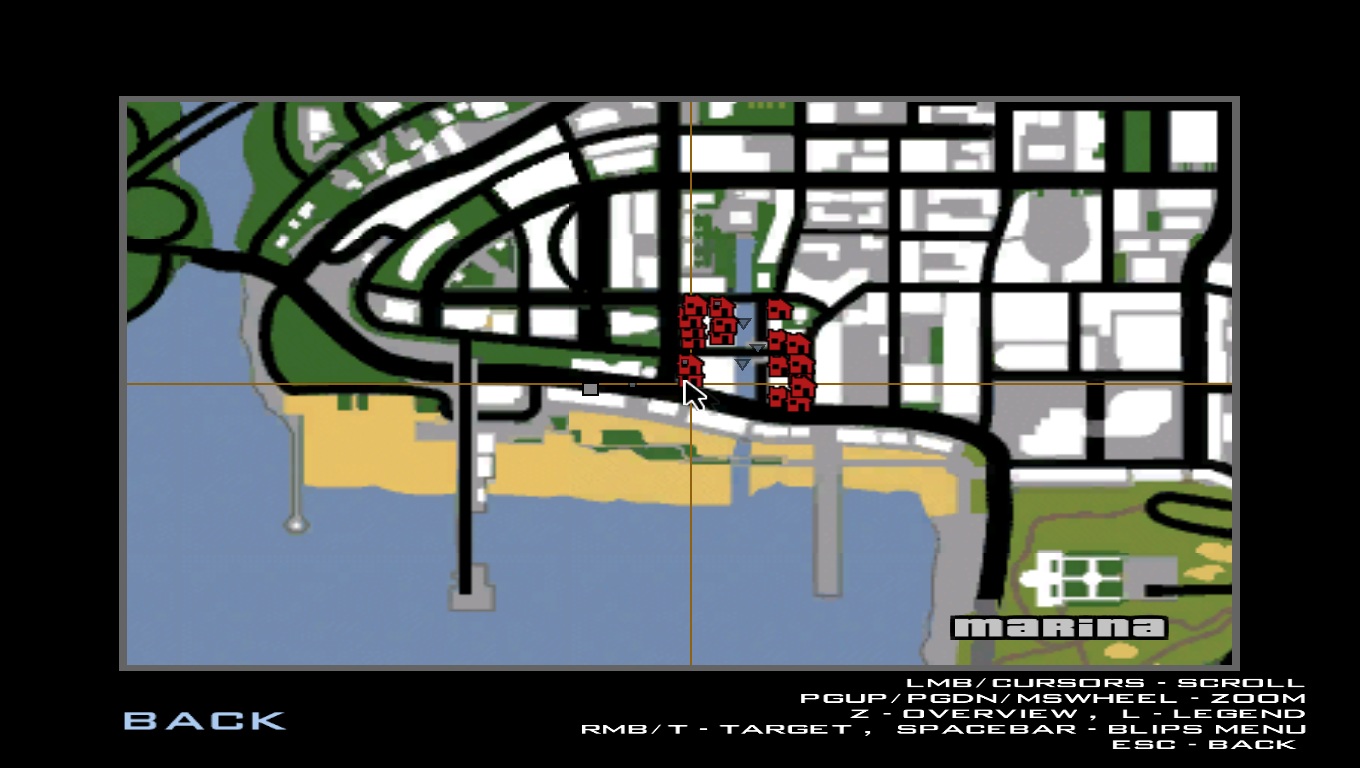 MARINA
LMB/CURSORS - SCROLL
PGUP/PGDN/MSWHEEL - ZOOM
Z - OVERVIEW , L - LEGEND
BACK
RMB/T - TARGET , SPACEBAR - BLIPS MENU
ESC - BACK